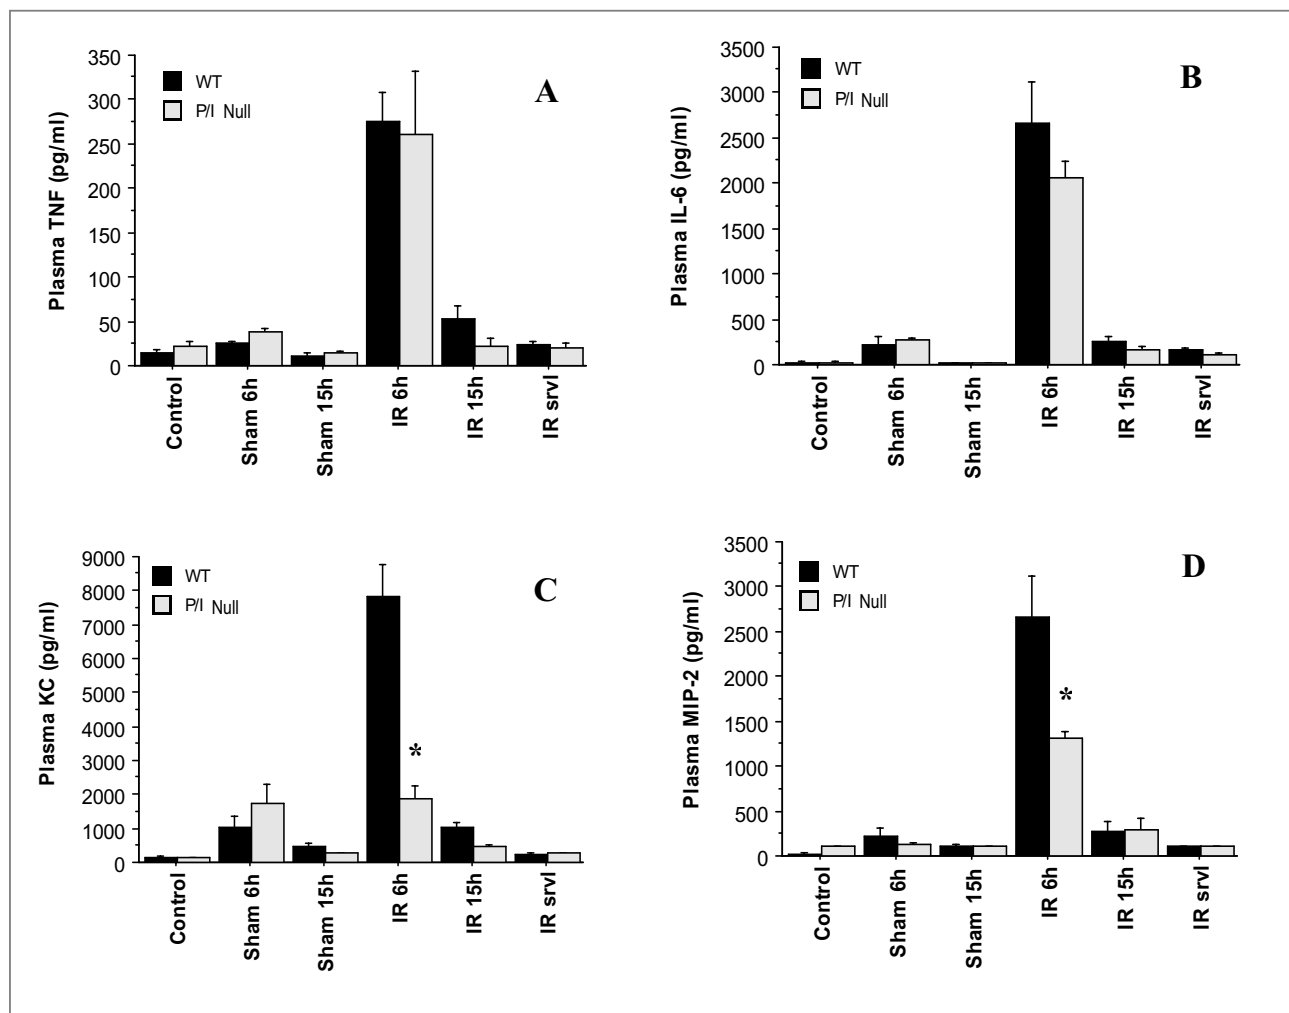 A
WT
P/I Null
Plasma TNF (pg/ml)
350
300
250
200
150
100
50
0
Control
Sham 6h
Sham 15h
IR 6h
IR 15h
IR srvl
B
WT
P/I Null
Plasma IL-6 (pg/ml)
3500
3000
2500
2000
1500
1000
500
0
Control
Sham 6h
Sham 15h
IR 6h
IR 15h
IR srvl
C
WT
P/I Null
Plasma KC (pg/ml)
9000
8000
7000
6000
5000
4000
3000
2000
1000
0
*
Control
Sham 6h
Sham 15h
IR 6h
IR 15h
IR srvl
D
WT
P/I Null
Plasma MIP-2 (pg/ml)
3500
3000
2500
2000
1500
1000
500
0
*
Control
Sham 6h
Sham 15h
IR 6h
IR 15h
IR srvl